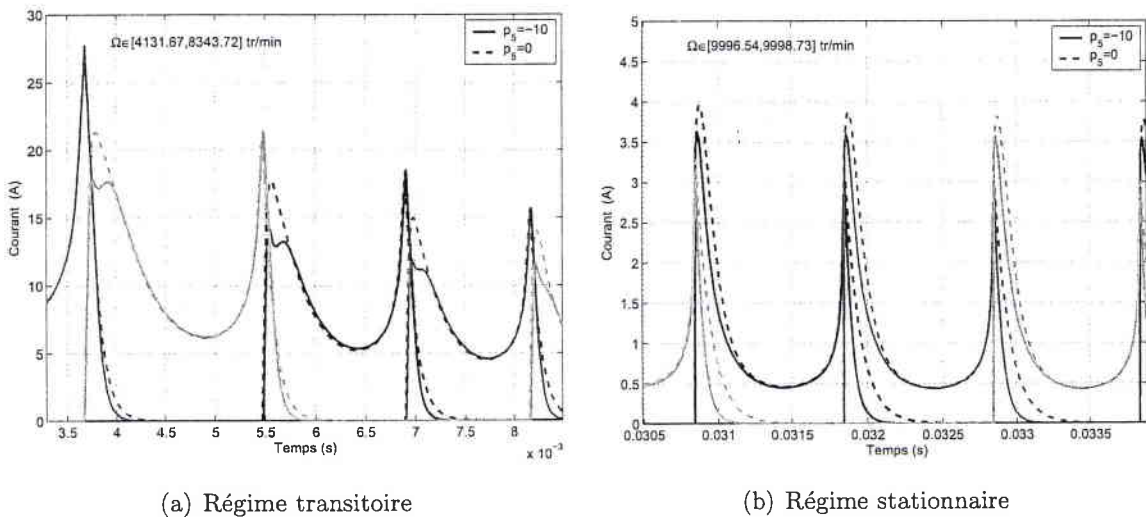 30
25
20
15
10
5
0
Courant (A)
Ω∈[4131.67,8343.72] tr/min
p₅=−10
p₅=0
3.5 4 4.5 5 5.5 6 6.5 7 7.5 8
Temps (s)
x 10⁻³
(a) Régime transitoire
5
4.5
4
3.5
3
2.5
2
1.5
1
0.5
0
Courant (A)
Ω∈[9996.54,9998.73] tr/min
p₅=−10
p₅=0
0.0305 0.031 0.0315 0.032 0.0325 0.033 0.0335
Temps (s)
(b) Régime stationnaire